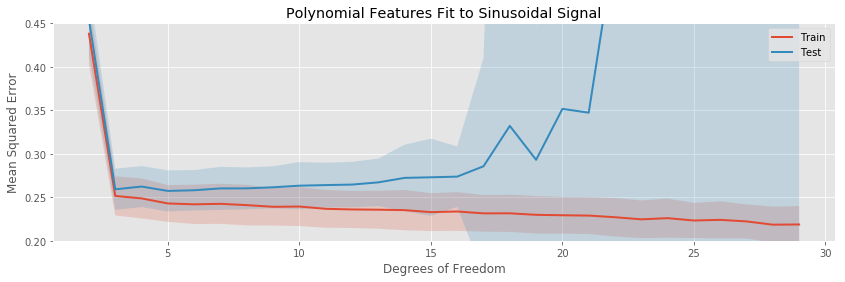 Polynomial Features Fit to Sinusoidal Signal
Mean Squared Error
0.45
0.40
0.35
0.30
0.25
0.20
Train
Test
5
10
15
20
25
30
Degrees of Freedom